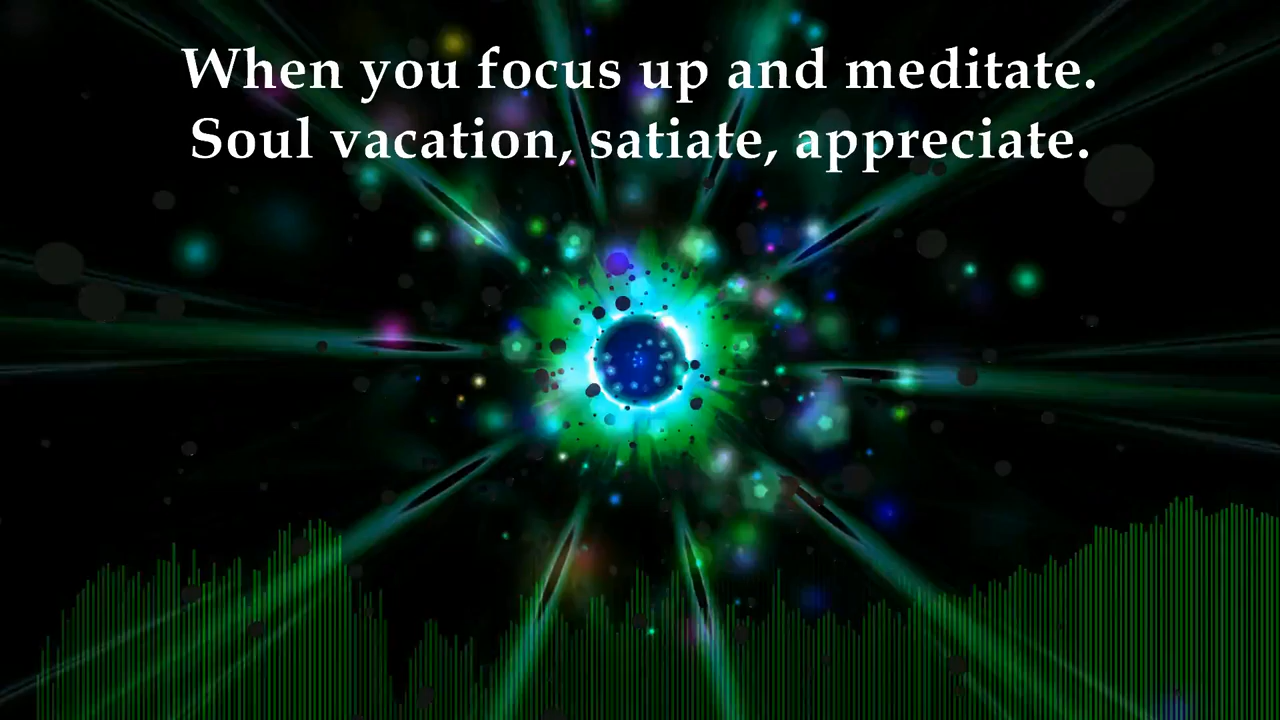 When you focus up and meditate.
Soul vacation, satiate, appreciate.